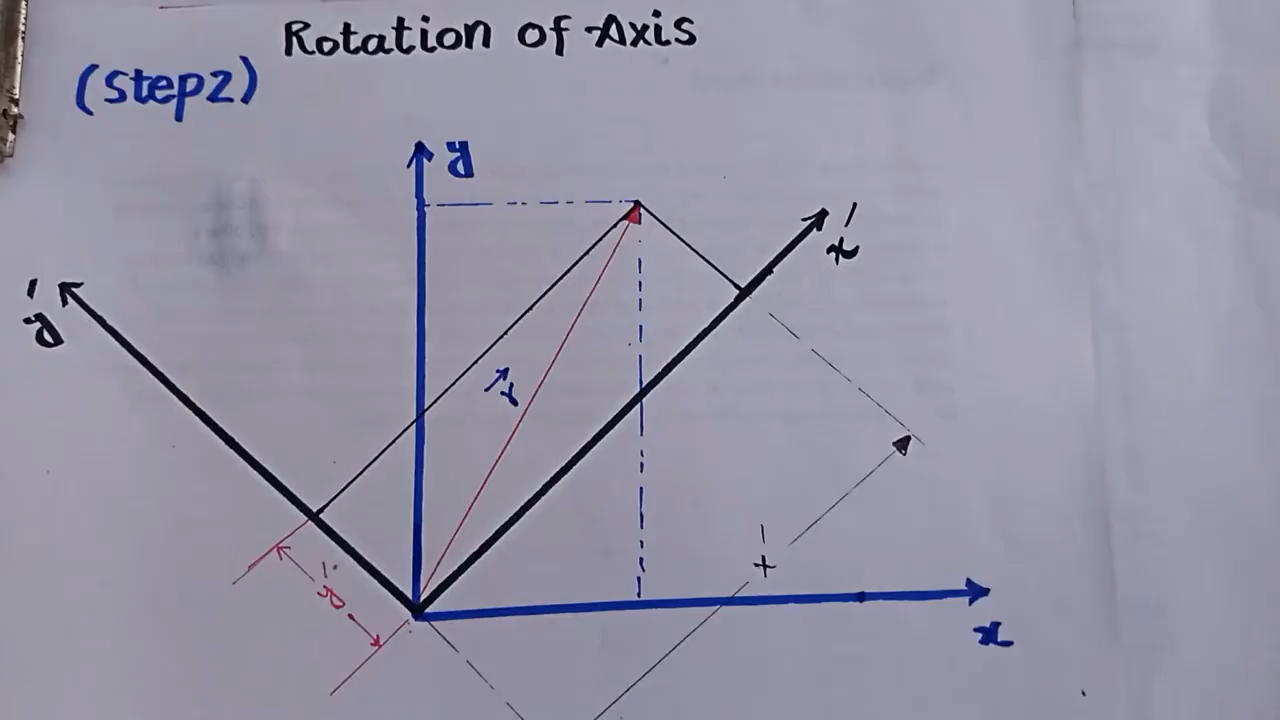 Rotation of Axis
(step2)
y
x'
y'
r
x'
y'
x